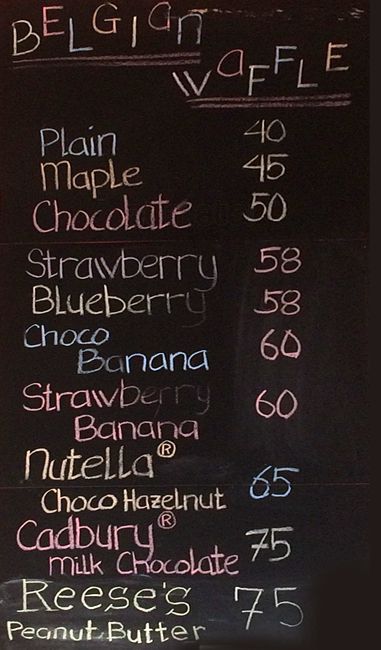 BELGIAN
WAFFLE
Plain 40
Maple 45
Chocolate 50
Strawberry 58
Blueberry 58
Choco
Banana 60
Strawberry
Banana 60
Nutella®
Choco Hazelnut 65
Cadbury®
Milk Chocolate 75
Reese's
Peanut Butter 75